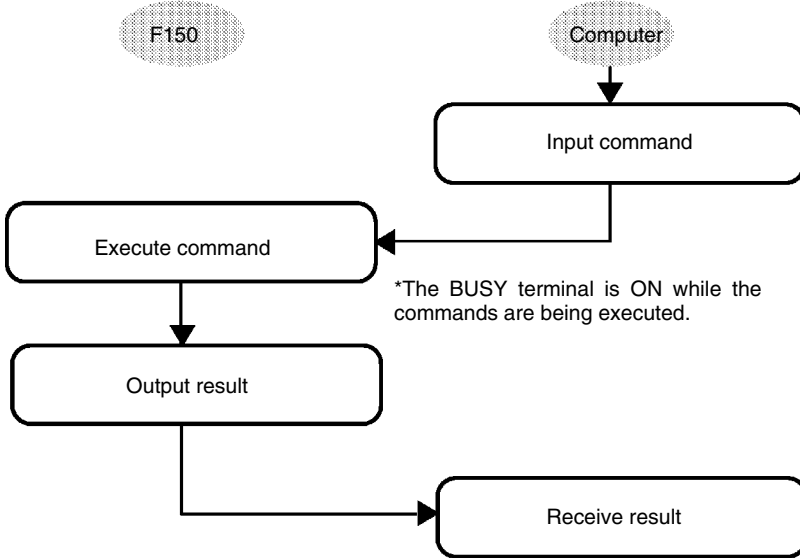 F150
Computer
Input command
Execute command
*The BUSY terminal is ON while the
commands are being executed.
Output result
Receive result